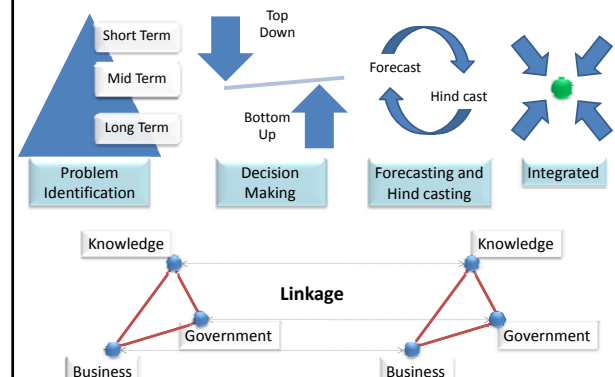 Short Term
Mid Term
Long Term
Problem
Identification
Top
Down
Bottom
Up
Decision
Making
Forecast
Hind cast
Forecasting and
Hind casting
Integrated
Knowledge
Government
Business
Linkage
Knowledge
Government
Business